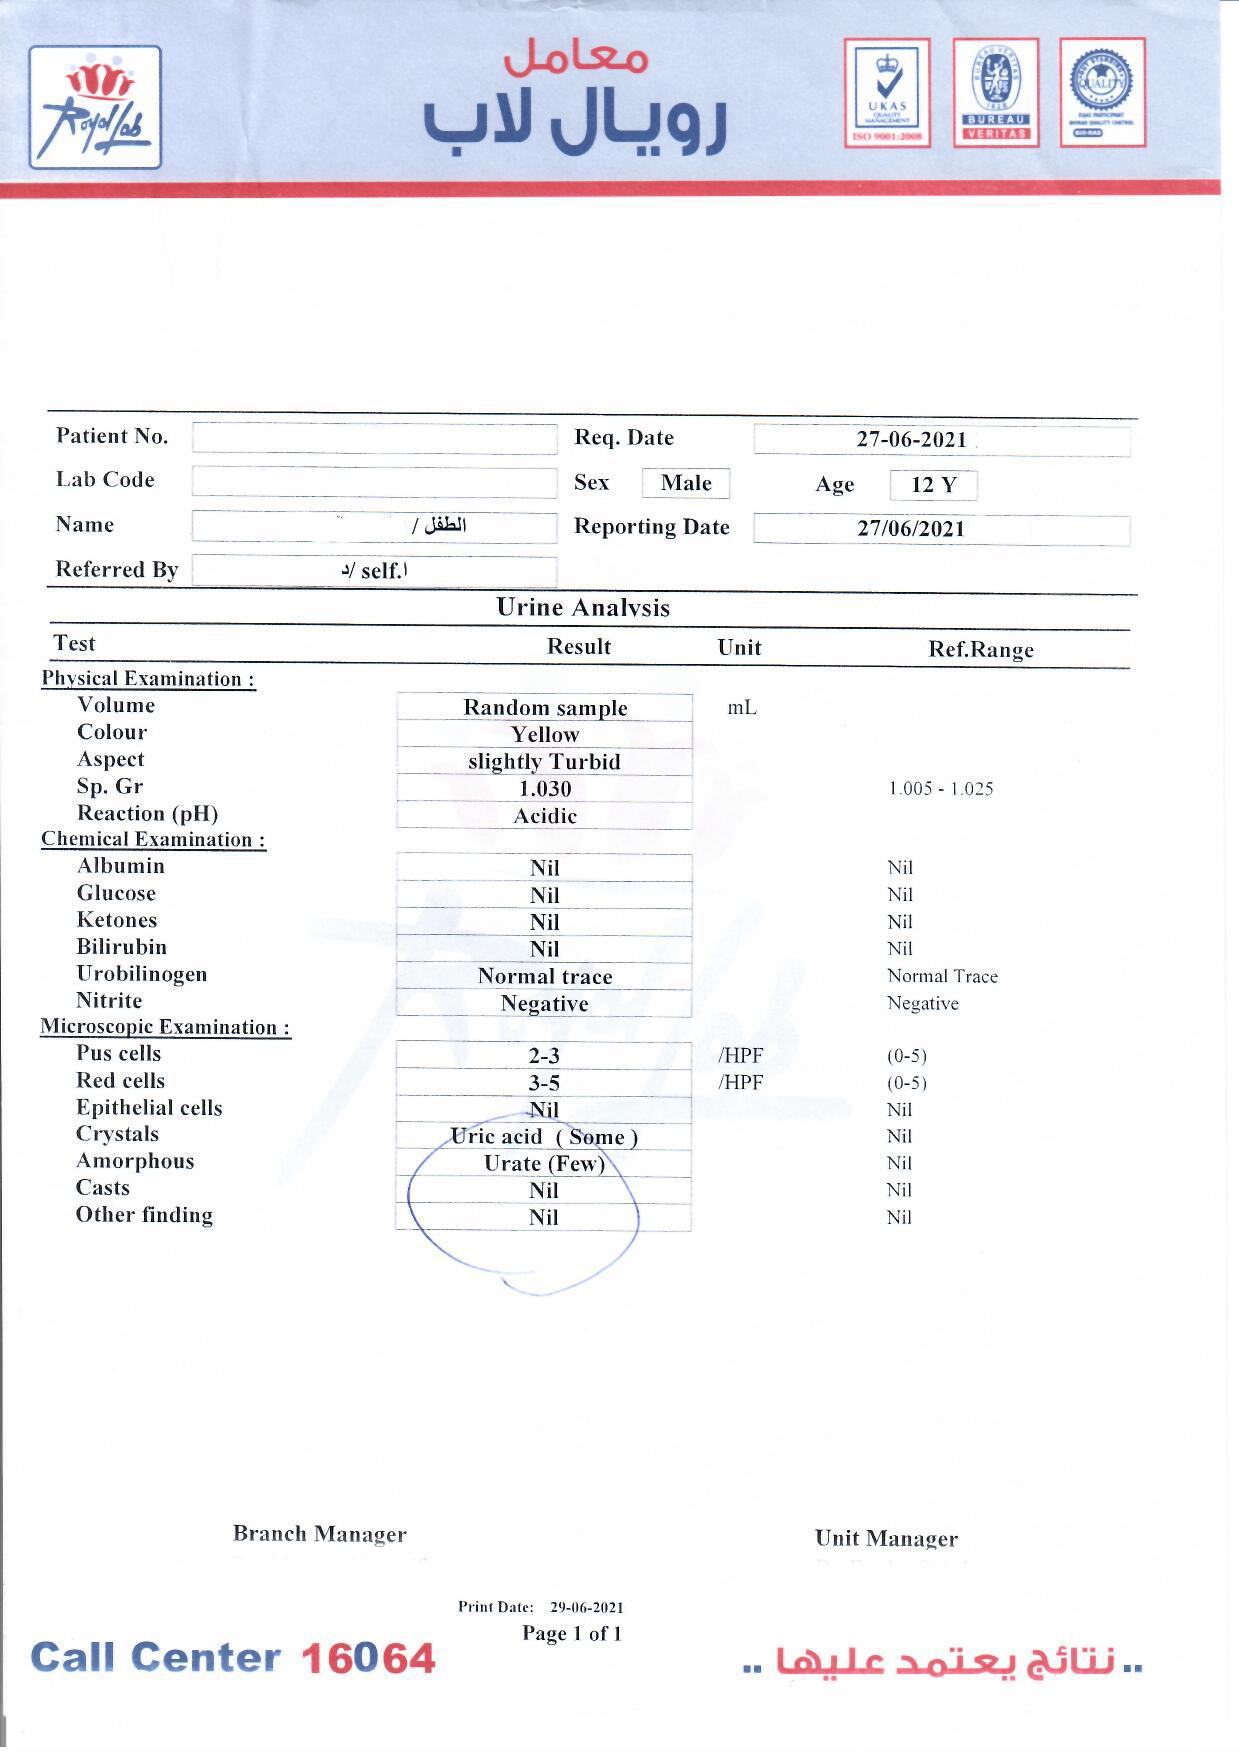 معامل
رويال لاب
Royal Lab
UKAS
QUALITY
MANAGEMENT
ISO 9001:2008
BUREAU VERITAS
1828
BUREAU
VERITAS
QUALITY
BIO-RAD
Patient No.
Req. Date 27-06-2021
Lab Code
Sex Male Age 12 Y
Name الطفل /
Reporting Date 27/06/2021
Referred By ا.د/ self
Urine Analysis
Test Result Unit Ref.Range
Physical Examination :
Volume Random sample mL
Colour Yellow
Aspect slightly Turbid
Sp. Gr 1.030 1.005 - 1.025
Reaction (pH) Acidic
Chemical Examination :
Albumin Nil Nil
Glucose Nil Nil
Ketones Nil Nil
Bilirubin Nil Nil
Urobilinogen Normal trace Normal Trace
Nitrite Negative Negative
Microscopic Examination :
Pus cells 2-3 /HPF (0-5)
Red cells 3-5 /HPF (0-5)
Epithelial cells Nil Nil
Crystals Uric acid ( Some ) Nil
Amorphous Urate (Few) Nil
Casts Nil Nil
Other finding Nil Nil
Branch Manager Unit Manager
Print Date: 29-06-2021
Page 1 of 1
Call Center 16064
.. نتائج يعتمد عليها ..